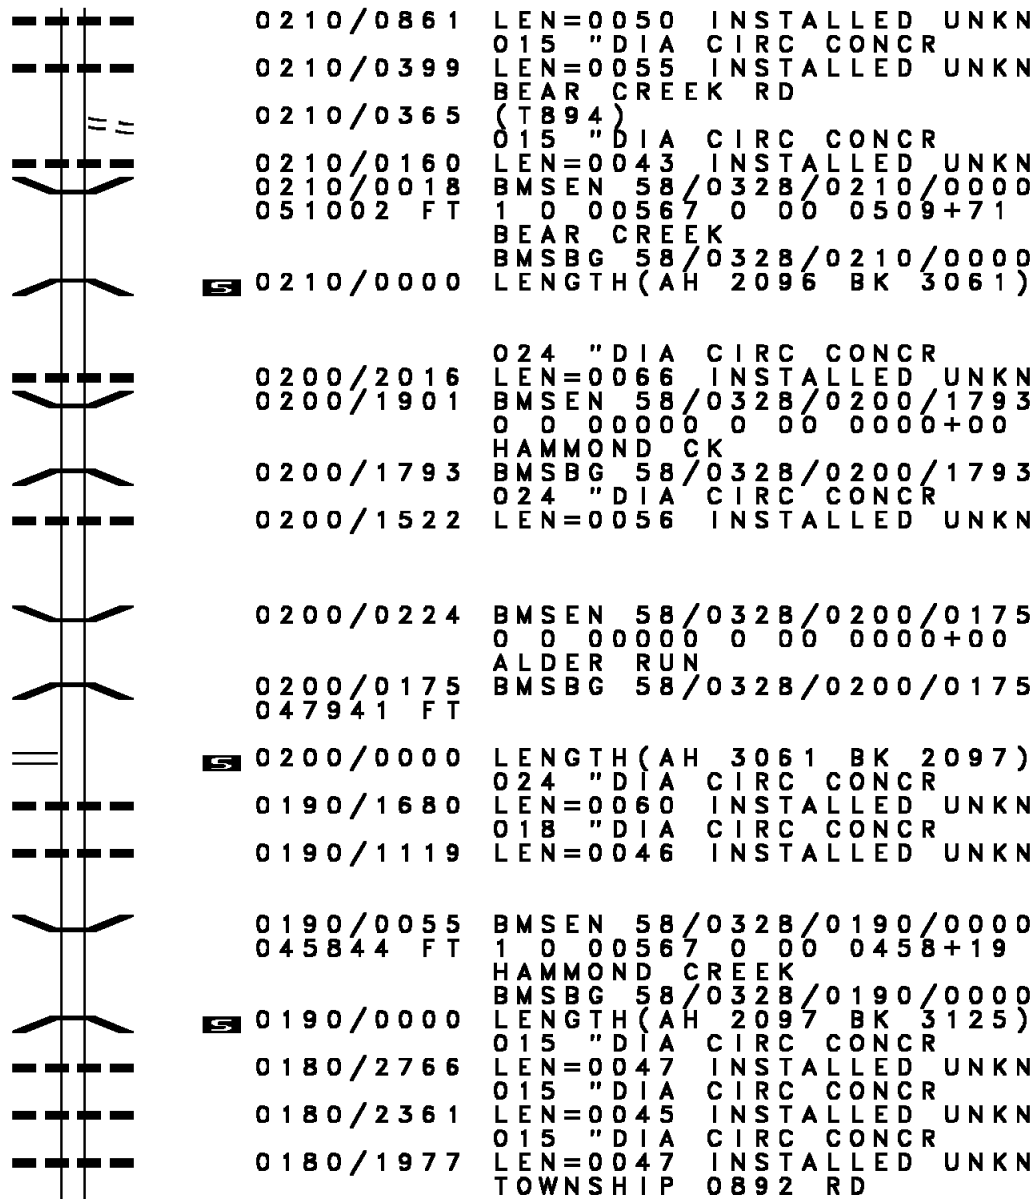 0210/0861 LEN=0050 INSTALLED UNKN
015 "DIA CIRC CONCR
0210/0399 LEN=0055 INSTALLED UNKN
BEAR CREEK RD
0210/0365 (T894)
015 "DIA CIRC CONCR
0210/0160 LEN=0043 INSTALLED UNKN
0210/0018 BMSEN 58/0328/0210/0000
051002 FT 1 0 00567 0 00 0509+71
BEAR CREEK
BMSBG 58/0328/0210/0000
S 0210/0000 LENGTH(AH 2096 BK 3061)
024 "DIA CIRC CONCR
0200/2016 LEN=0066 INSTALLED UNKN
0200/1901 BMSEN 58/0328/0200/1793
0 0 00000 0 00 0000+00
HAMMOND CK
0200/1793 BMSBG 58/0328/0200/1793
024 "DIA CIRC CONCR
0200/1522 LEN=0056 INSTALLED UNKN
0200/0224 BMSEN 58/0328/0200/0175
0 0 00000 0 00 0000+00
ALDER RUN
0200/0175 BMSBG 58/0328/0200/0175
047941 FT
S 0200/0000 LENGTH(AH 3061 BK 2097)
024 "DIA CIRC CONCR
0190/1680 LEN=0060 INSTALLED UNKN
018 "DIA CIRC CONCR
0190/1119 LEN=0046 INSTALLED UNKN
0190/0055 BMSEN 58/0328/0190/0000
045844 FT 1 0 00567 0 00 0458+19
HAMMOND CREEK
BMSBG 58/0328/0190/0000
S 0190/0000 LENGTH(AH 2097 BK 3125)
015 "DIA CIRC CONCR
0180/2766 LEN=0047 INSTALLED UNKN
015 "DIA CIRC CONCR
0180/2361 LEN=0045 INSTALLED UNKN
015 "DIA CIRC CONCR
0180/1977 LEN=0047 INSTALLED UNKN
TOWNSHIP 0892 RD